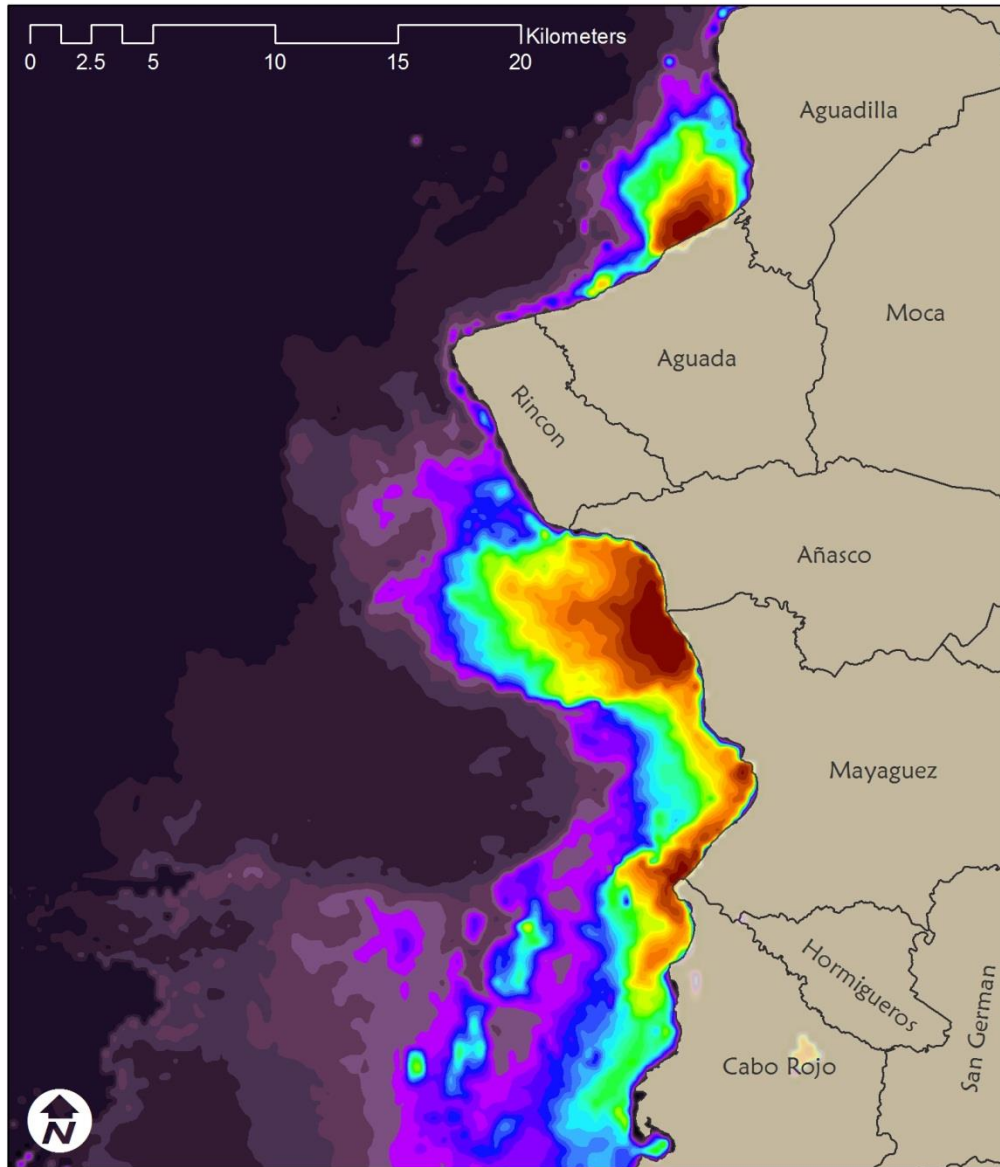 Kilometers
0 2.5 5 10 15 20
Aguadilla
Moca
Aguada
Rincon
Añasco
Mayaguez
Hormigueros
San German
Cabo Rojo
N